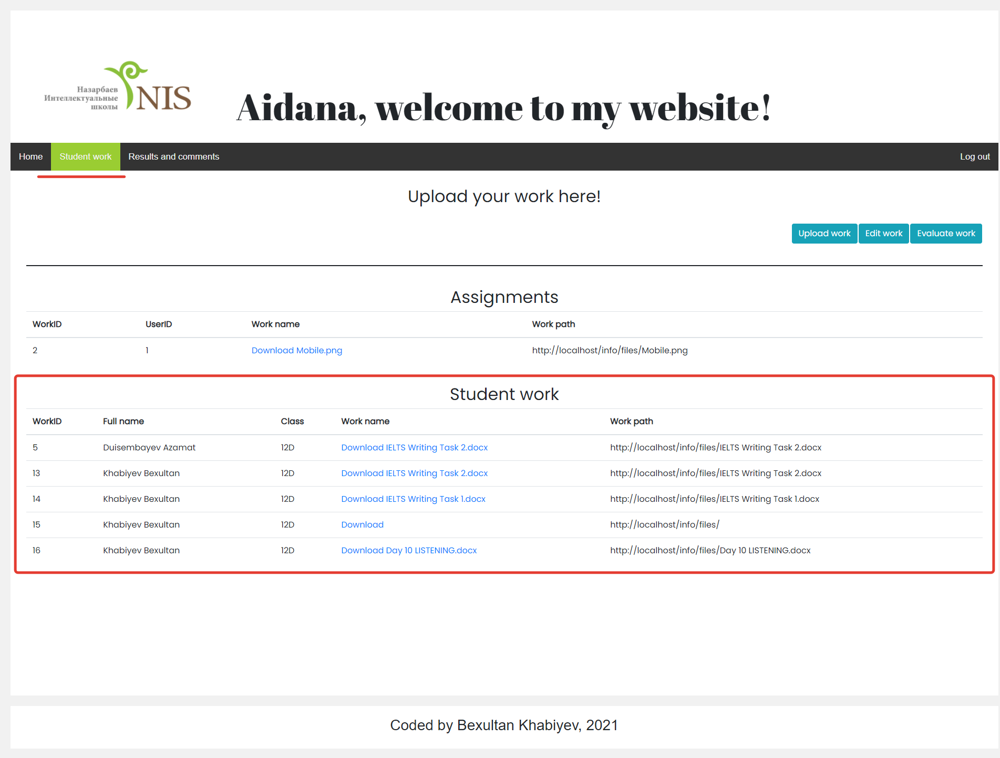 Назарбаев
Интеллектуальные
школы
NIS
Aidana, welcome to my website!
Home Student work Results and comments Log out
Upload your work here!
Upload work Edit work Evaluate work
Assignments
WorkID UserID Work name Work path
2 1 Download Mobile.png http://localhost/info/files/Mobile.png
Student work
WorkID Full name Class Work name Work path
5 Duisembayev Azamat 12D Download IELTS Writing Task 2.docx http://localhost/info/files/IELTS Writing Task 2.docx
13 Khabiyev Bexultan 12D Download IELTS Writing Task 2.docx http://localhost/info/files/IELTS Writing Task 2.docx
14 Khabiyev Bexultan 12D Download IELTS Writing Task 1.docx http://localhost/info/files/IELTS Writing Task 1.docx
15 Khabiyev Bexultan 12D Download http://localhost/info/files/
16 Khabiyev Bexultan 12D Download Day 10 LISTENING.docx http://localhost/info/files/Day 10 LISTENING.docx
Coded by Bexultan Khabiyev, 2021